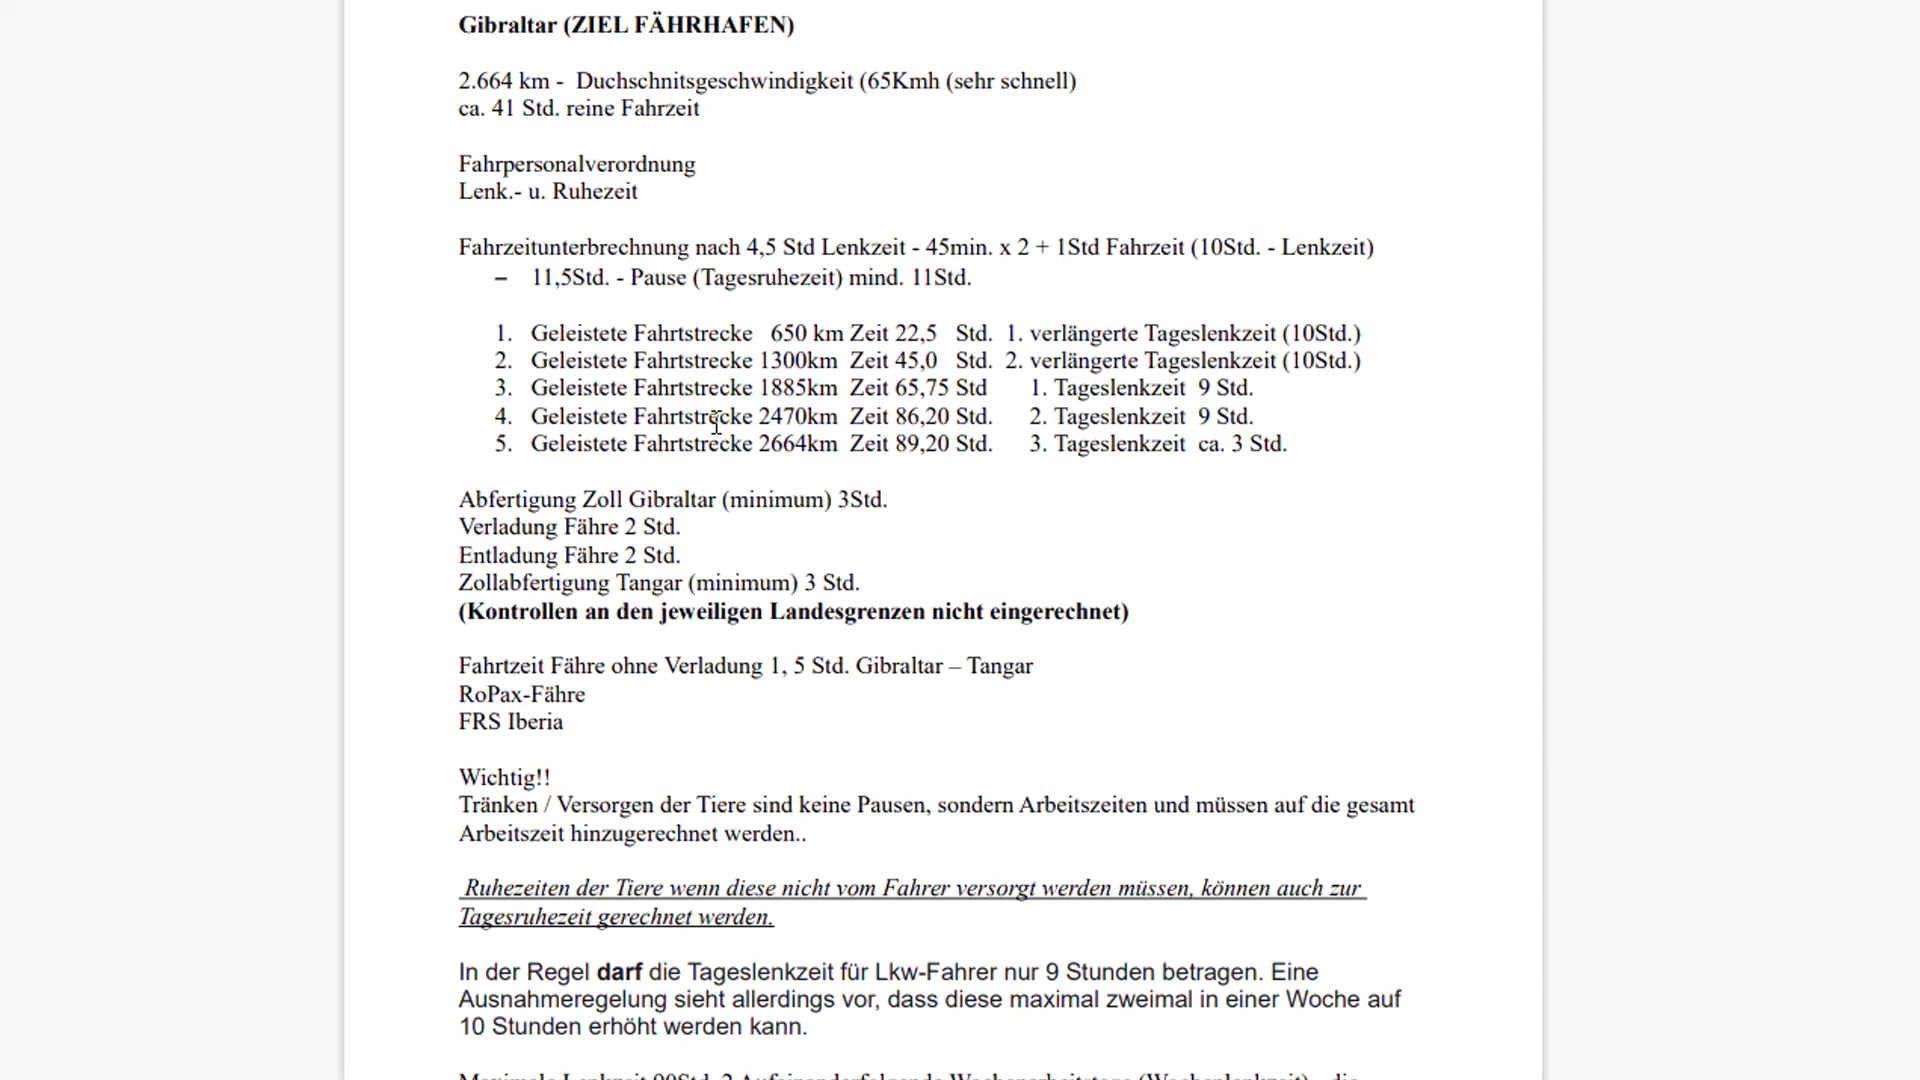 Gibraltar (ZIEL FÄHRHAFEN)
2.664 km - Duchschnitsgeschwindigkeit (65Kmh (sehr schnell)
ca. 41 Std. reine Fahrzeit
Fahrpersonalverordnung
Lenk.- u. Ruhezeit
Fahrzeitunterbrechnung nach 4,5 Std Lenkzeit - 45min. x 2 + 1Std Fahrzeit (10Std. - Lenkzeit)
– 11,5Std. - Pause (Tagesruhezeit) mind. 11Std.
1. Geleistete Fahrtstrecke 650 km Zeit 22,5 Std. 1. verlängerte Tageslenkzeit (10Std.)
2. Geleistete Fahrtstrecke 1300km Zeit 45,0 Std. 2. verlängerte Tageslenkzeit (10Std.)
3. Geleistete Fahrtstrecke 1885km Zeit 65,75 Std 1. Tageslenkzeit 9 Std.
4. Geleistete Fahrtstrecke 2470km Zeit 86,20 Std. 2. Tageslenkzeit 9 Std.
5. Geleistete Fahrtstrecke 2664km Zeit 89,20 Std. 3. Tageslenkzeit ca. 3 Std.
Abfertigung Zoll Gibraltar (minimum) 3Std.
Verladung Fähre 2 Std.
Entladung Fähre 2 Std.
Zollabfertigung Tangar (minimum) 3 Std.
(Kontrollen an den jeweiligen Landesgrenzen nicht eingerechnet)
Fahrtzeit Fähre ohne Verladung 1, 5 Std. Gibraltar – Tangar
RoPax-Fähre
FRS Iberia
Wichtig!!
Tränken / Versorgen der Tiere sind keine Pausen, sondern Arbeitszeiten und müssen auf die gesamt
Arbeitszeit hinzugerechnet werden..
Ruhezeiten der Tiere wenn diese nicht vom Fahrer versorgt werden müssen, können auch zur
Tagesruhezeit gerechnet werden.
In der Regel darf die Tageslenkzeit für Lkw-Fahrer nur 9 Stunden betragen. Eine
Ausnahmeregelung sieht allerdings vor, dass diese maximal zweimal in einer Woche auf
10 Stunden erhöht werden kann.